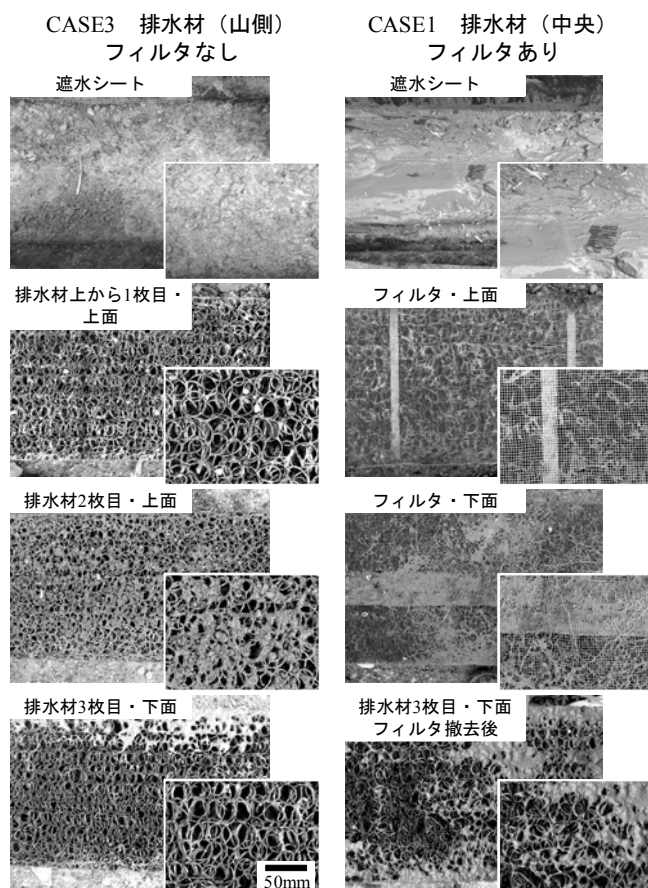 CASE3 排水材（山側）
フィルタなし
遮水シート
排水材上から1枚目・
上面
排水材2枚目・上面
排水材3枚目・下面
50mm
CASE1 排水材（中央）
フィルタあり
遮水シート
フィルタ・上面
フィルタ・下面
排水材3枚目・下面
フィルタ撤去後